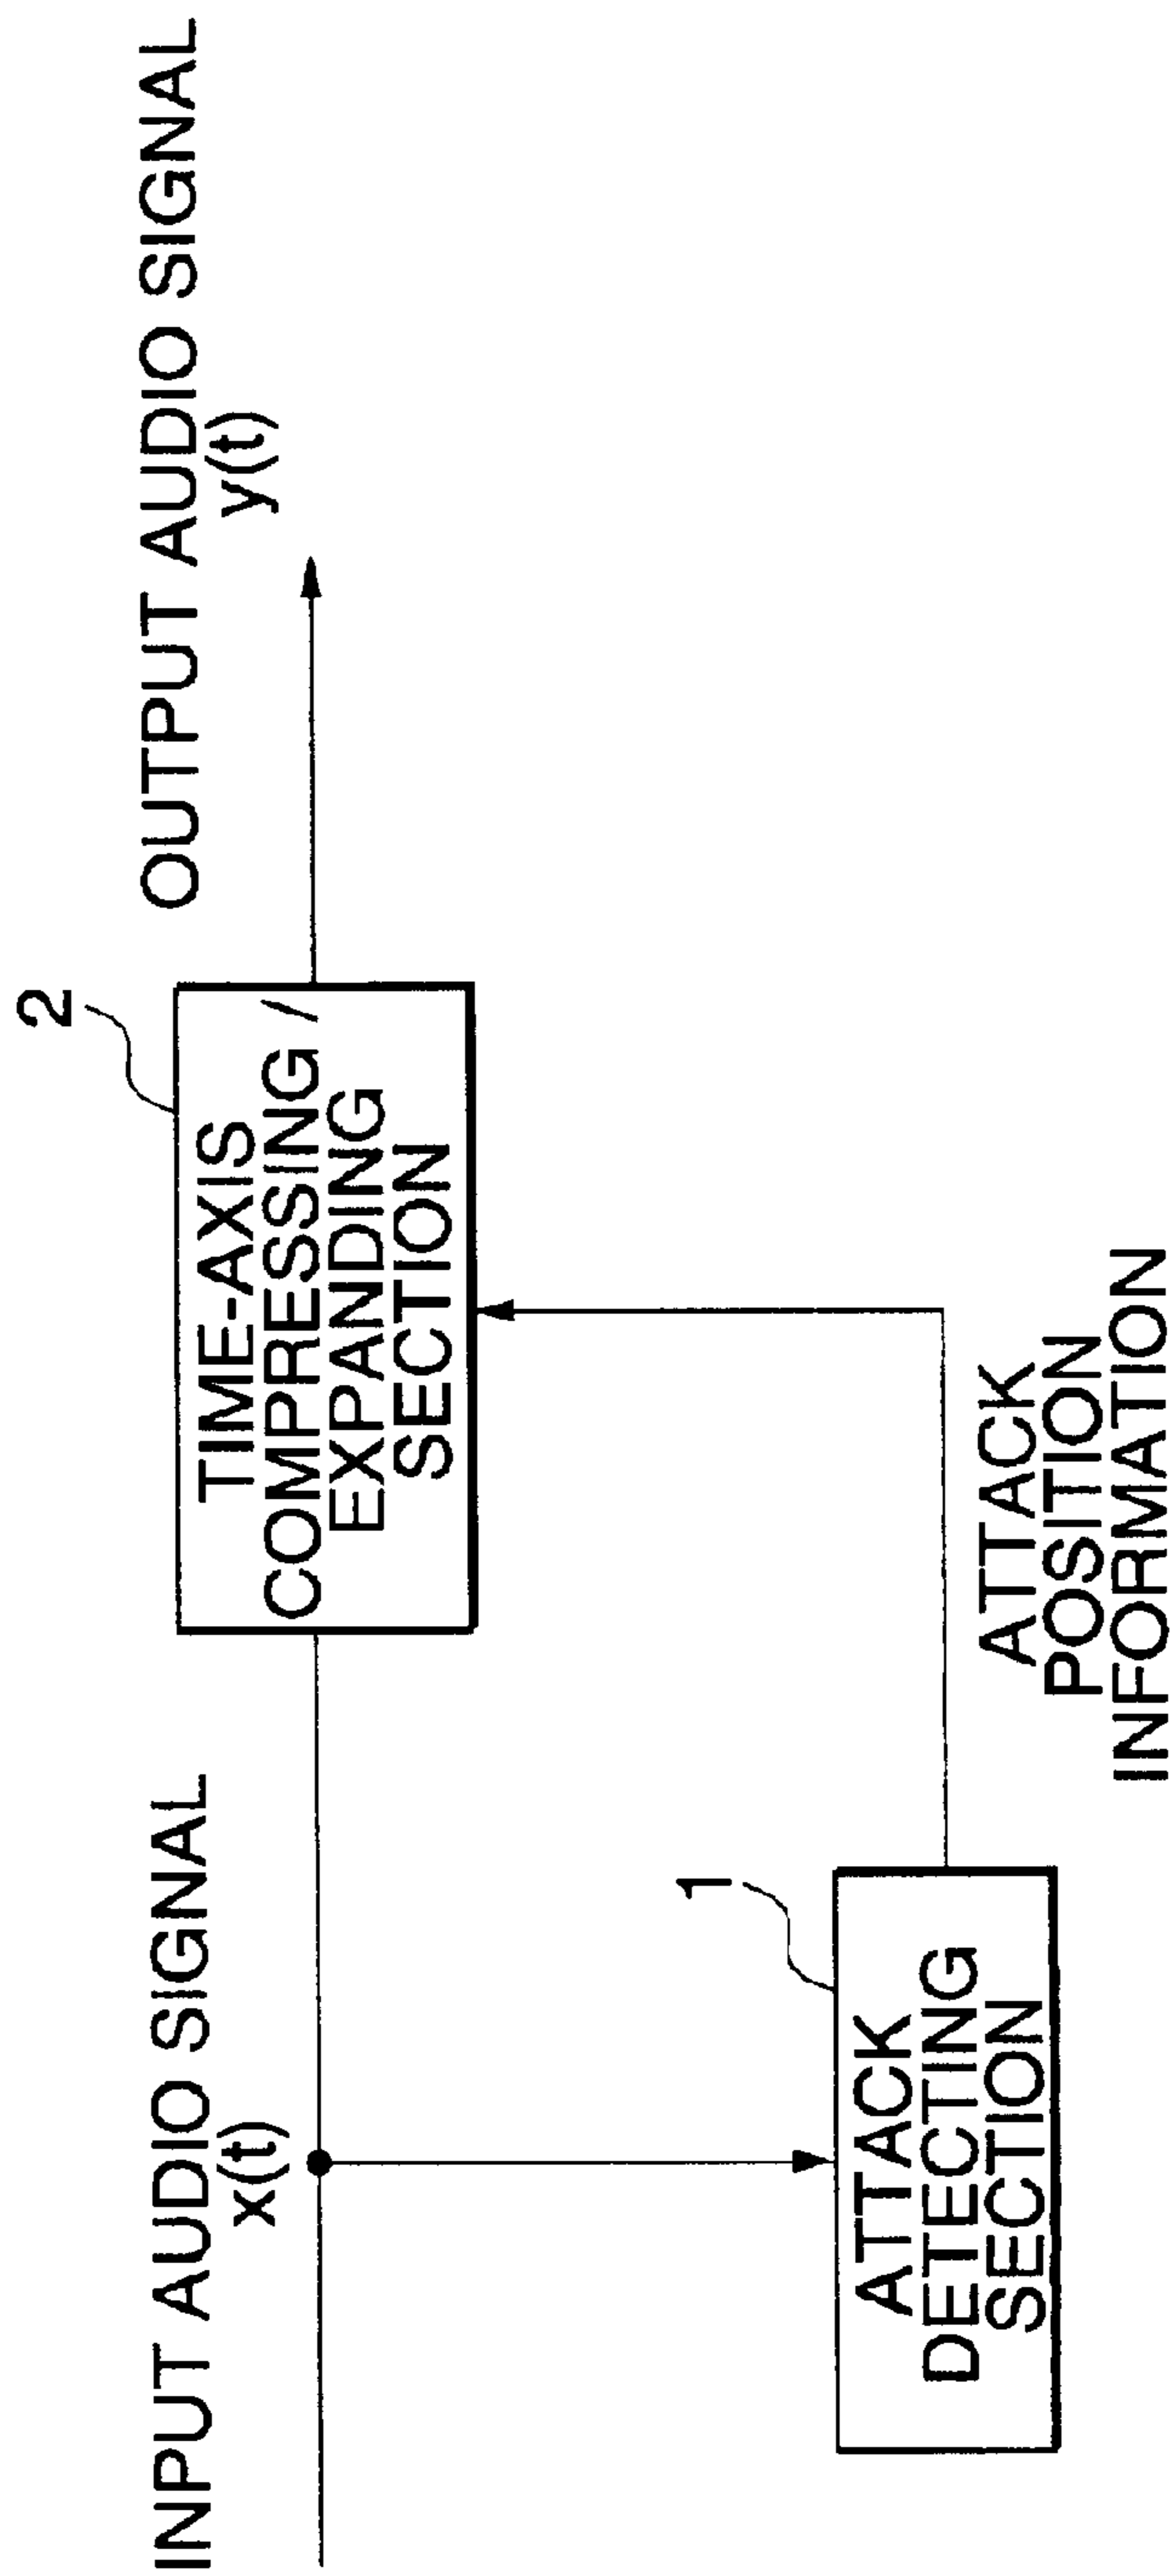 INPUT AUDIO SIGNAL
x(t)
2
TIME-AXIS
COMPRESSING /
EXPANDING
SECTION
OUTPUT AUDIO SIGNAL
y(t)
1
ATTACK
DETECTING
SECTION
ATTACK
POSITION
INFORMATION